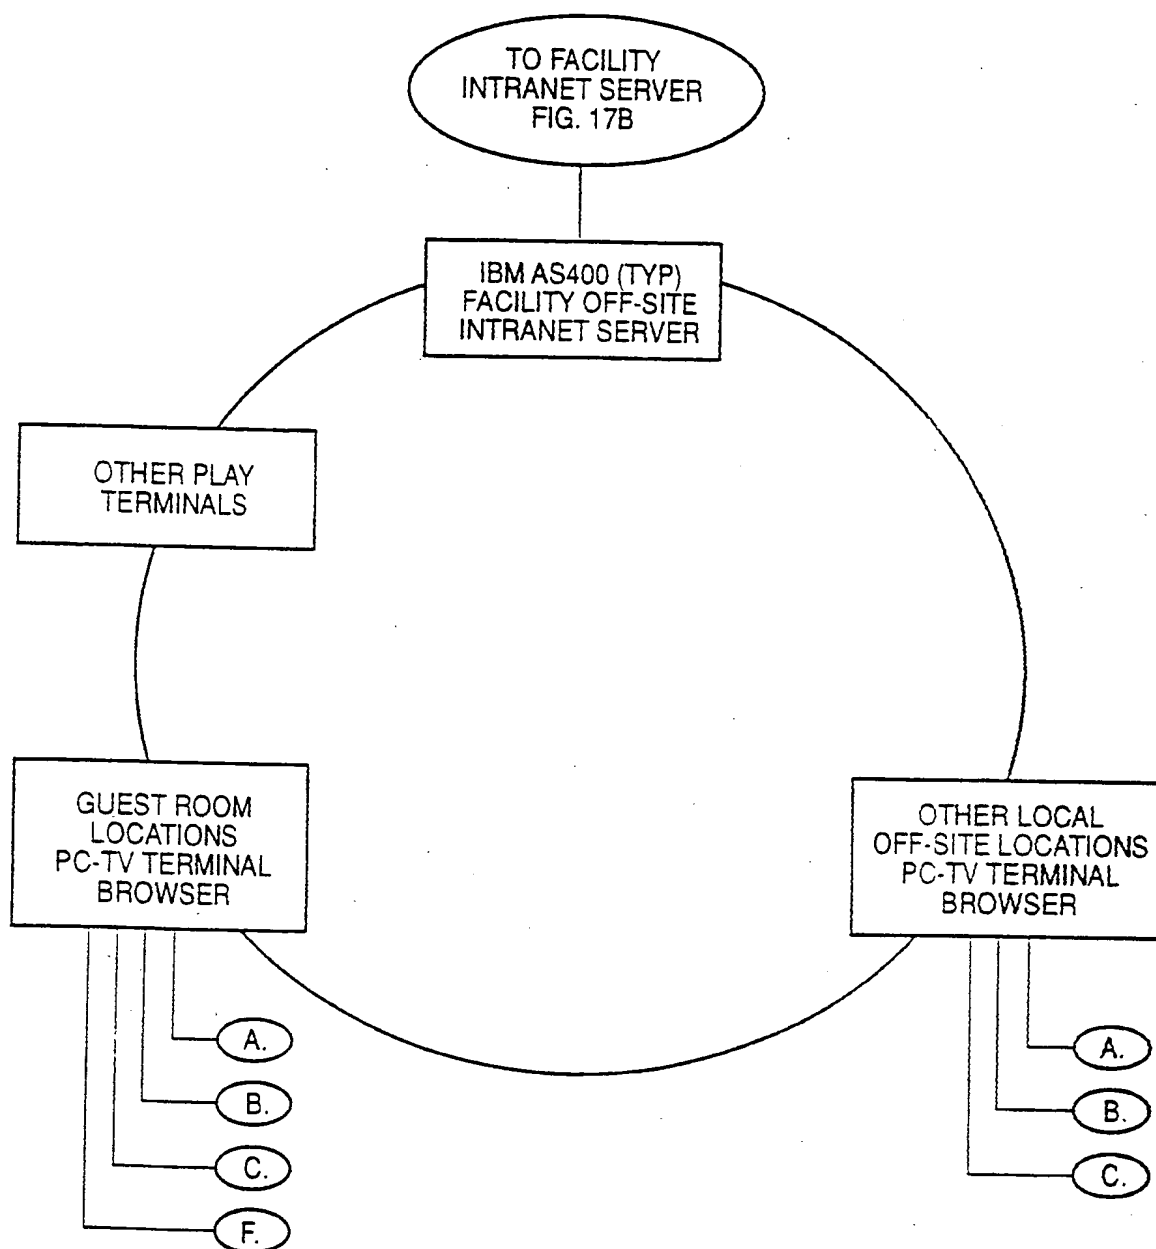 TO FACILITY
INTRANET SERVER
FIG. 17B
IBM AS400 (TYP)
FACILITY OFF-SITE
INTRANET SERVER
OTHER PLAY
TERMINALS
GUEST ROOM
LOCATIONS
PC-TV TERMINAL
BROWSER
OTHER LOCAL
OFF-SITE LOCATIONS
PC-TV TERMINAL
BROWSER
A.
B.
C.
F.
A.
B.
C.